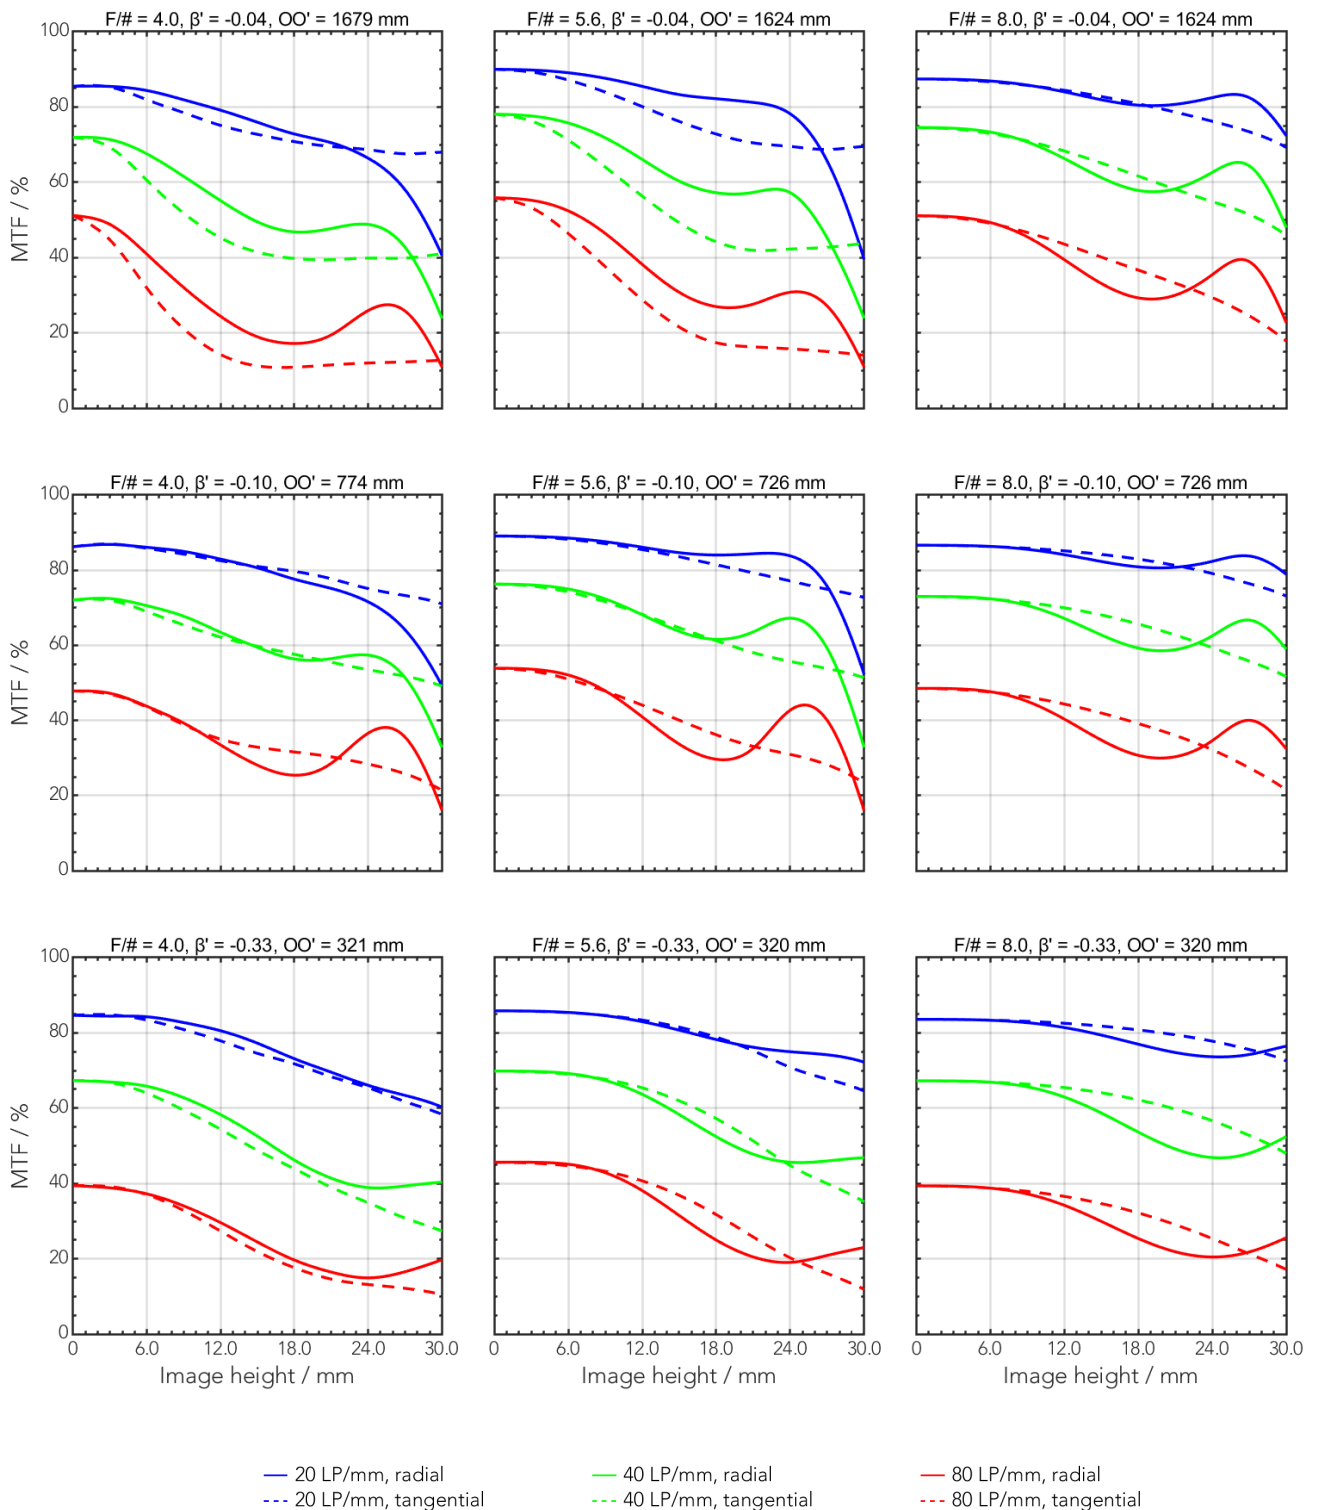 F/# = 4.0, β' = -0.04, OO' = 1679 mm
F/# = 5.6, β' = -0.04, OO' = 1624 mm
F/# = 8.0, β' = -0.04, OO' = 1624 mm
100
80
60
40
20
0
MTF / %
F/# = 4.0, β' = -0.10, OO' = 774 mm
F/# = 5.6, β' = -0.10, OO' = 726 mm
F/# = 8.0, β' = -0.10, OO' = 726 mm
100
80
60
40
20
0
MTF / %
F/# = 4.0, β' = -0.33, OO' = 321 mm
F/# = 5.6, β' = -0.33, OO' = 320 mm
F/# = 8.0, β' = -0.33, OO' = 320 mm
100
80
60
40
20
0
MTF / %
0 6.0 12.0 18.0 24.0 30.0
0 6.0 12.0 18.0 24.0 30.0
0 6.0 12.0 18.0 24.0 30.0
Image height / mm
Image height / mm
Image height / mm
20 LP/mm, radial
40 LP/mm, radial
80 LP/mm, radial
20 LP/mm, tangential
40 LP/mm, tangential
80 LP/mm, tangential